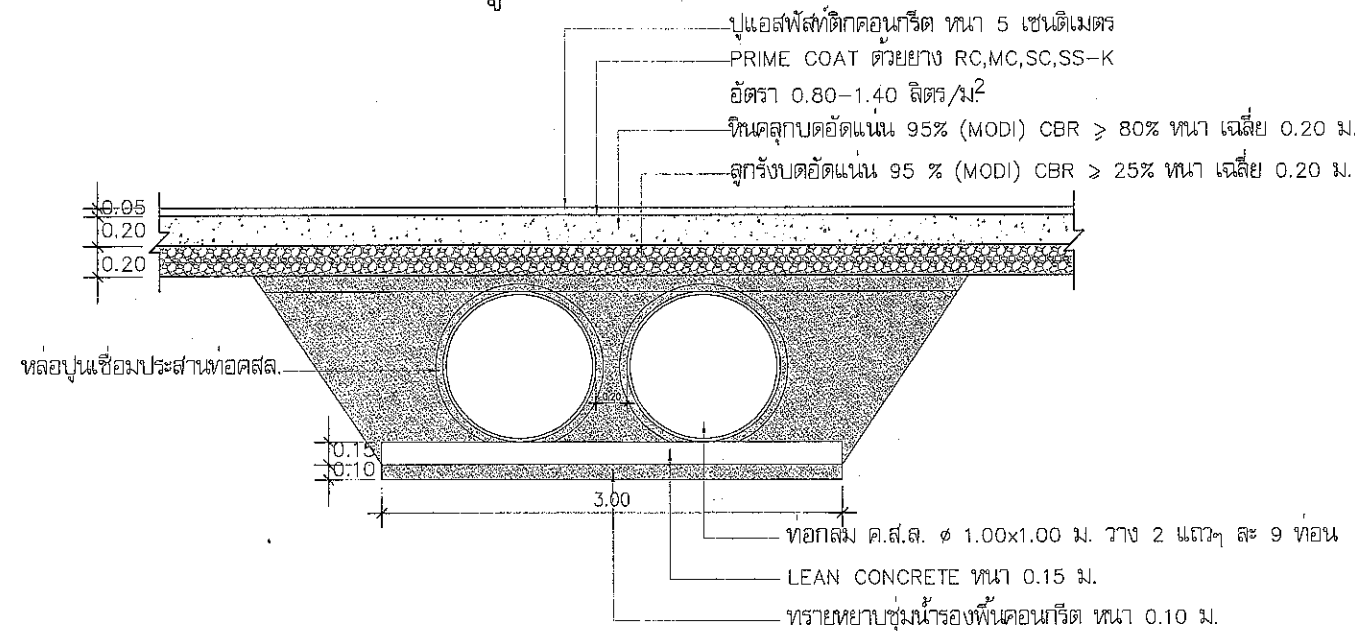 ปูแอสฟัสท์ติกคอนกรีต หนา 5 เซนติเมตร
PRIME COAT ด้วยยาง RC,MC,SC,SS-K
อัตรา 0.80-1.40 ลิตร/ม.²
หินคลุกบดอัดแน่น 95% (MODI) CBR ⩾ 80% หนา เฉลี่ย 0.20 ม.
ลูกรังบดอัดแน่น 95 % (MODI) CBR ⩾ 25% หนา เฉลี่ย 0.20 ม.
0.05
0.20
0.20
หล่อปูนเชื่อมประสานท่อคสล.
0.20
0.15
0.10
3.00
ท่อกลม ค.ส.ล. ø 1.00x1.00 ม. วาง 2 แถวๆ ละ 9 ท่อน
LEAN CONCRETE หนา 0.15 ม.
ทรายหยาบชุ่มน้ำรองพื้นคอนกรีต หนา 0.10 ม.